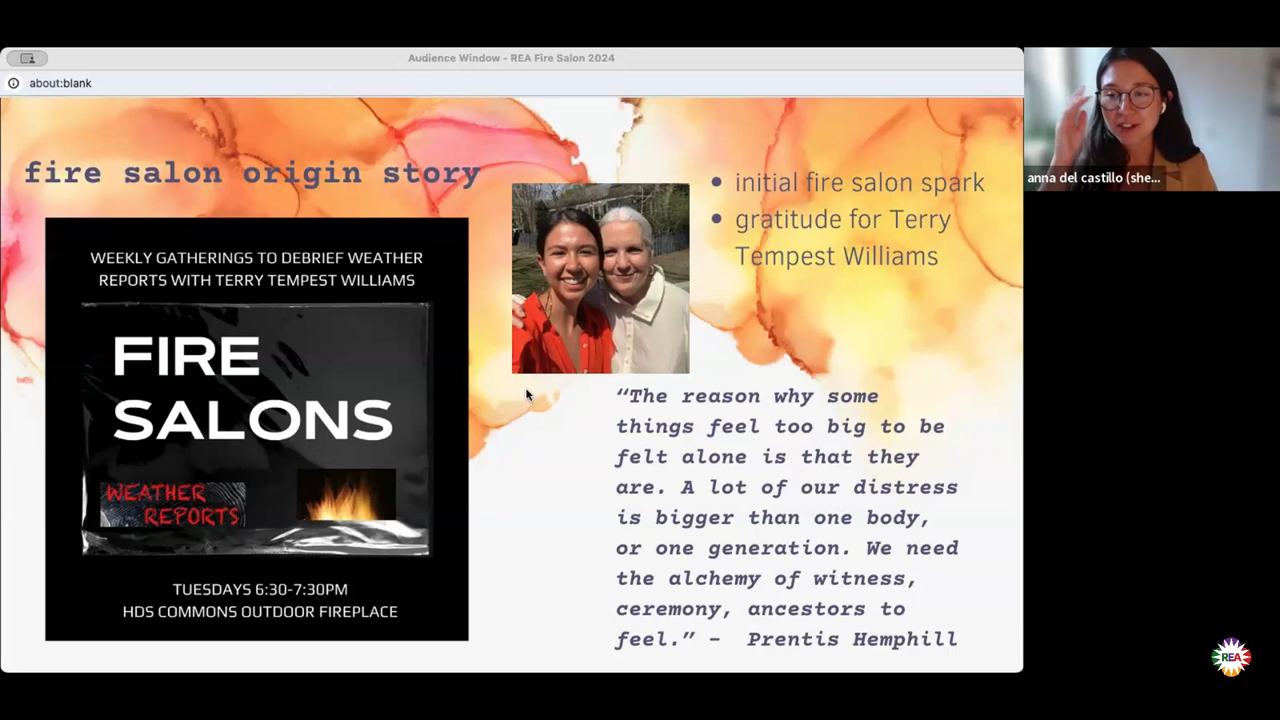 Audience Window - REA Fire Salon 2024
about:blank
anna del castillo (she...
fire salon origin story
WEEKLY GATHERINGS TO DEBRIEF WEATHER
REPORTS WITH TERRY TEMPEST WILLIAMS
FIRE
SALONS
WEATHER
REPORTS
TUESDAYS 6:30-7:30PM
HDS COMMONS OUTDOOR FIREPLACE
• initial fire salon spark
• gratitude for Terry
Tempest Williams
“The reason why some
things feel too big to be
felt alone is that they
are. A lot of our distress
is bigger than one body,
or one generation. We need
the alchemy of witness,
ceremony, ancestors to
feel.” – Prentis Hemphill
REA